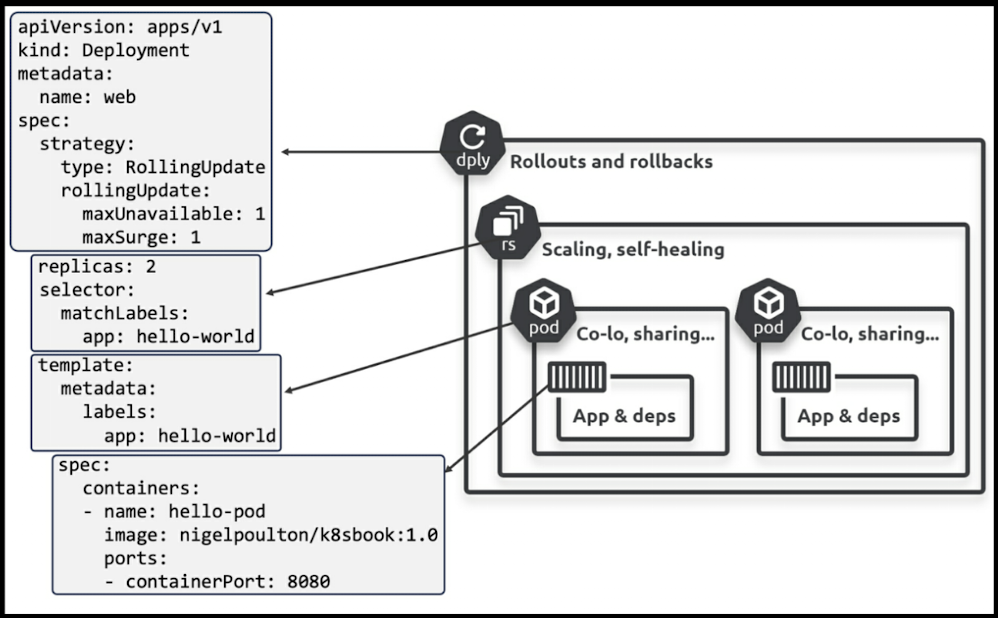 apiVersion: apps/v1
kind: Deployment
metadata:
  name: web
spec:
  strategy:
    type: RollingUpdate
    rollingUpdate:
      maxUnavailable: 1
      maxSurge: 1
replicas: 2
selector:
  matchLabels:
    app: hello-world
template:
  metadata:
    labels:
      app: hello-world
spec:
  containers:
  - name: hello-pod
    image: nigelpoulton/k8sbook:1.0
    ports:
    - containerPort: 8080
dply
Rollouts and rollbacks
rs
Scaling, self-healing
pod
Co-lo, sharing...
App & deps
pod
Co-lo, sharing...
App & deps